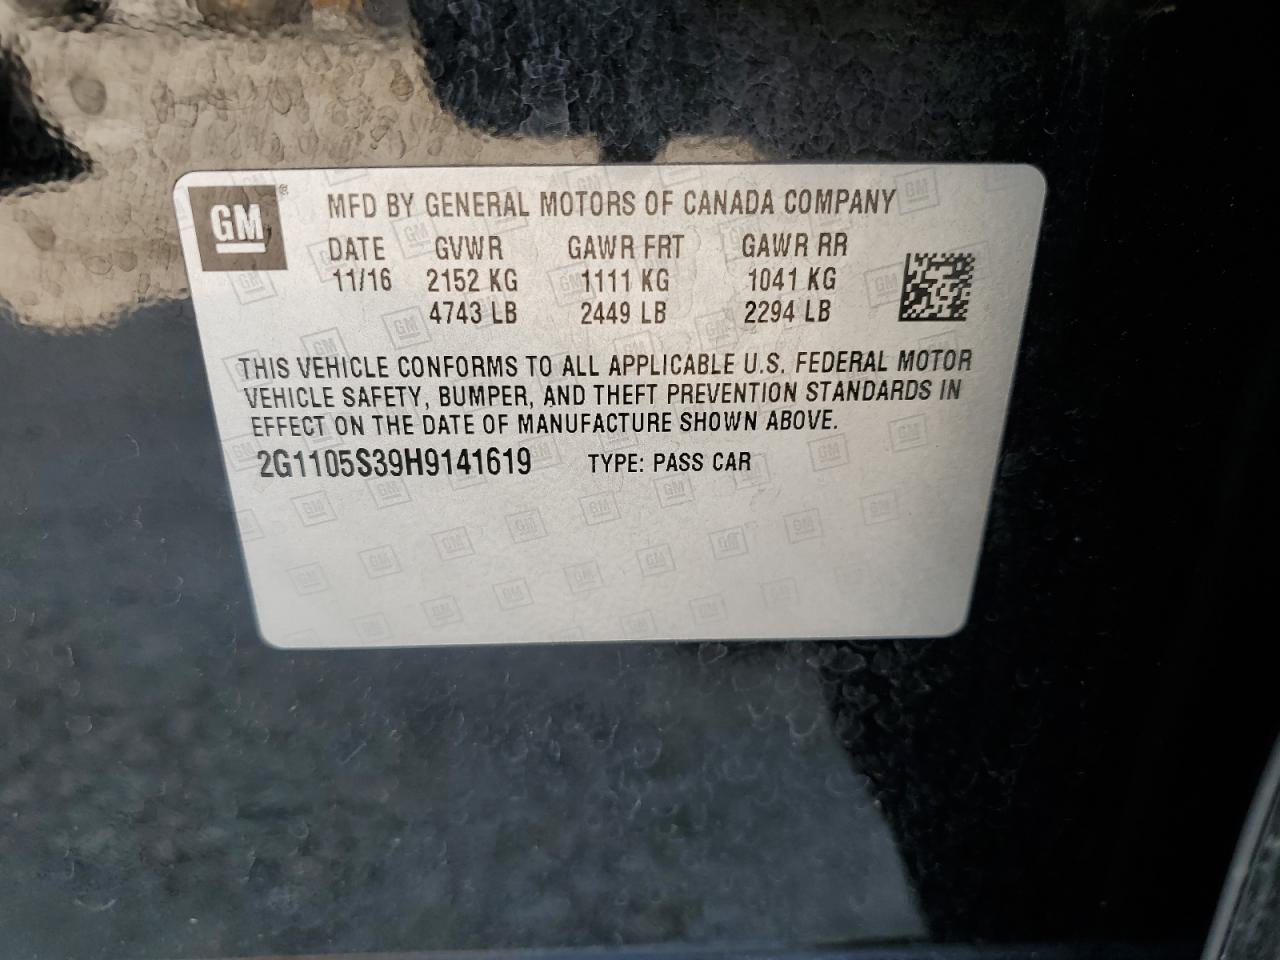 GM ® MFD BY GENERAL MOTORS OF CANADA COMPANY
DATE GVWR GAWR FRT GAWR RR
11/16 2152 KG 1111 KG 1041 KG
4743 LB 2449 LB 2294 LB
THIS VEHICLE CONFORMS TO ALL APPLICABLE U.S. FEDERAL MOTOR
VEHICLE SAFETY, BUMPER, AND THEFT PREVENTION STANDARDS IN
EFFECT ON THE DATE OF MANUFACTURE SHOWN ABOVE.
2G1105S39H9141619 TYPE: PASS CAR